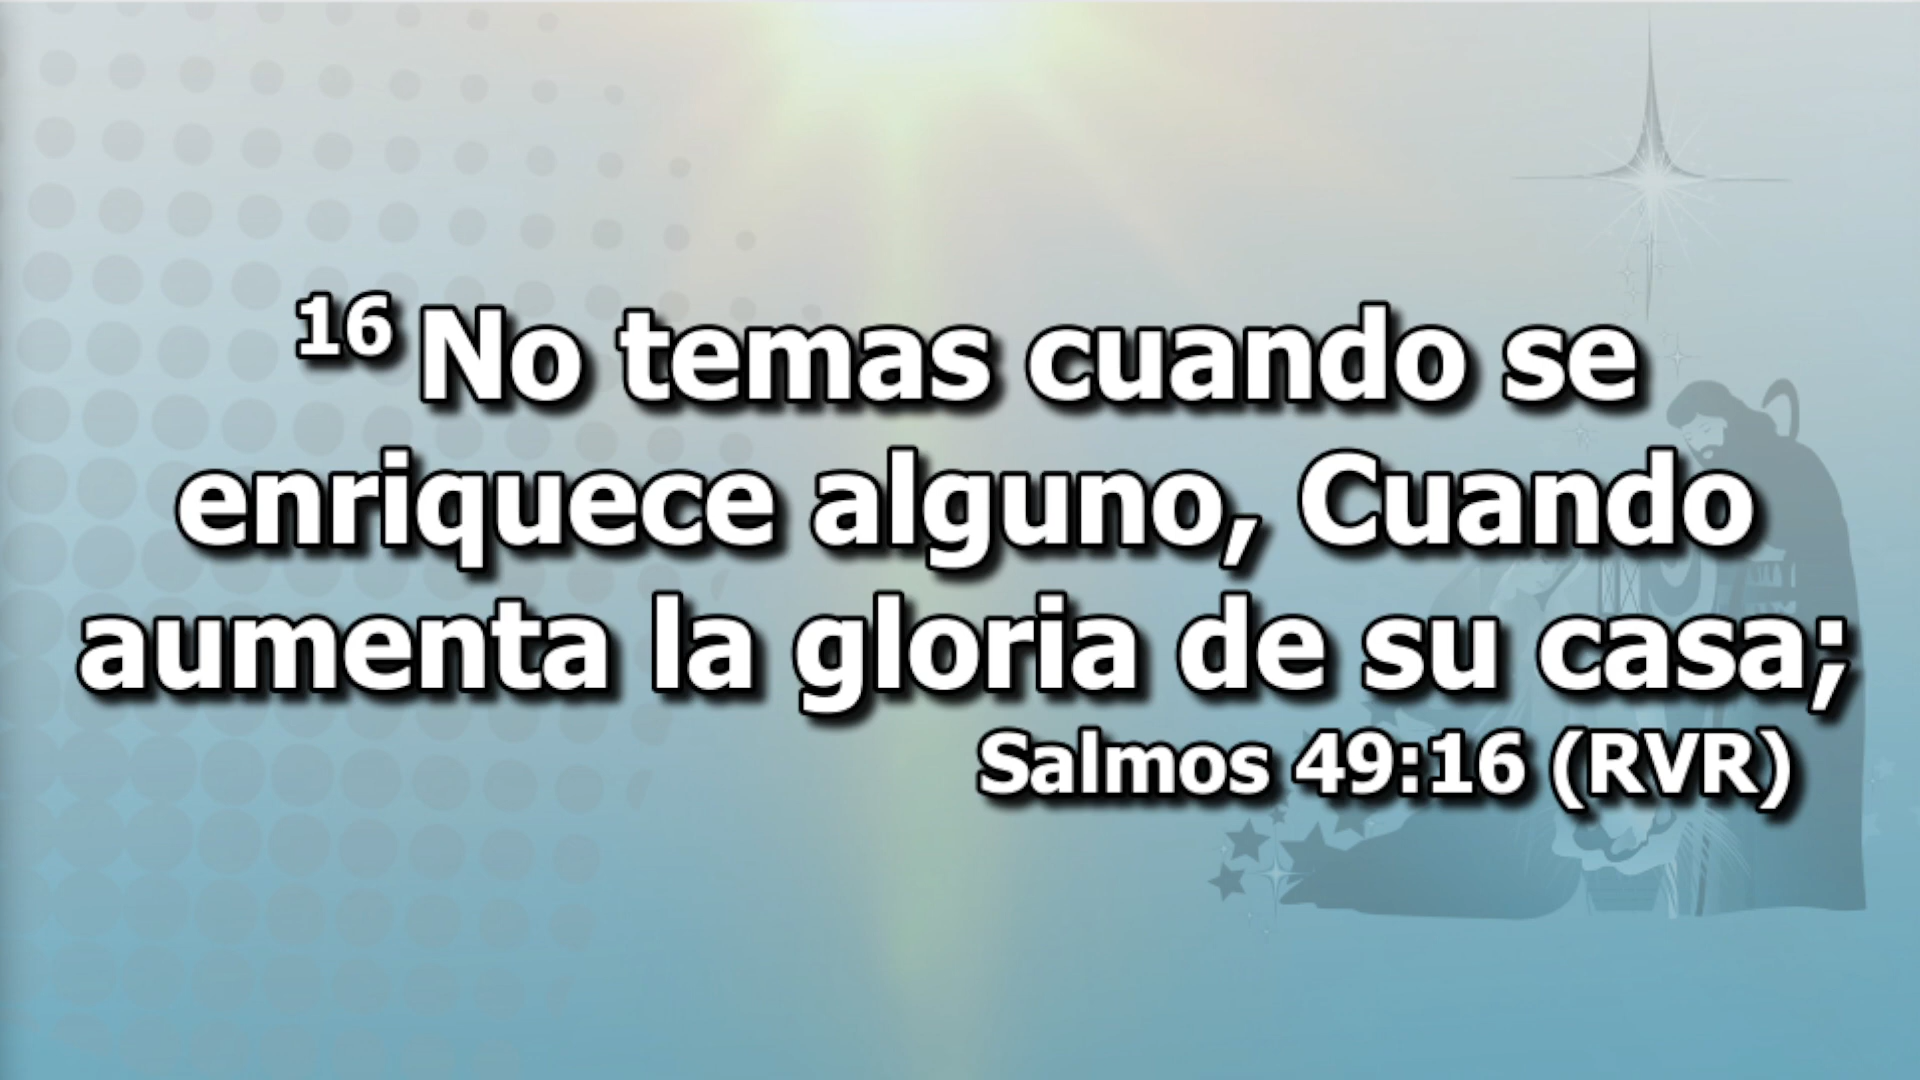 16 No temas cuando se
enriquece alguno, Cuando
aumenta la gloria de su casa;
Salmos 49:16 (RVR)